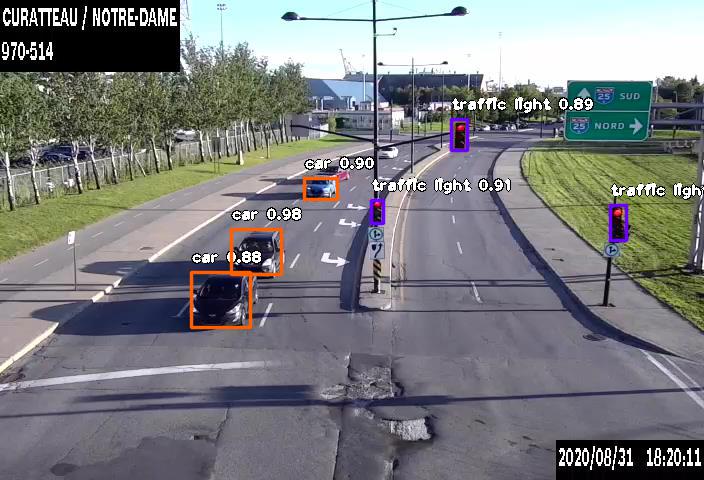 CURATTEAU / NOTRE-DAME
970-514
traffic light 0.89
25 SUD
25 NORD
car 0.90
traffic light 0.91
traffic ligh
car 0.98
car 0.88
2020/08/31 18:20:11